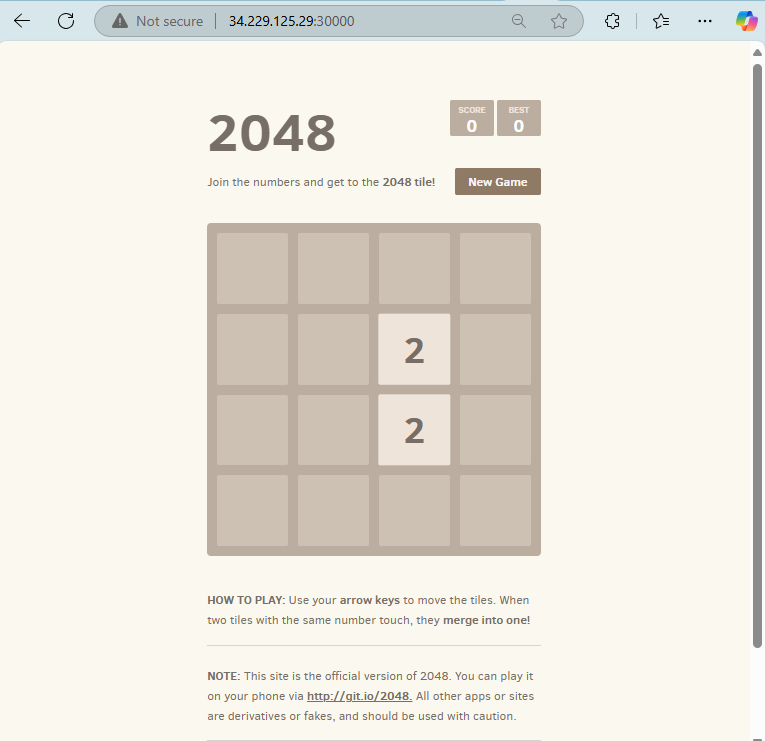 Not secure 34.229.125.29:30000
2048
SCORE
0
BEST
0
Join the numbers and get to the 2048 tile!
New Game
2
2
HOW TO PLAY: Use your arrow keys to move the tiles. When
two tiles with the same number touch, they merge into one!
NOTE: This site is the official version of 2048. You can play it
on your phone via http://git.io/2048. All other apps or sites
are derivatives or fakes, and should be used with caution.